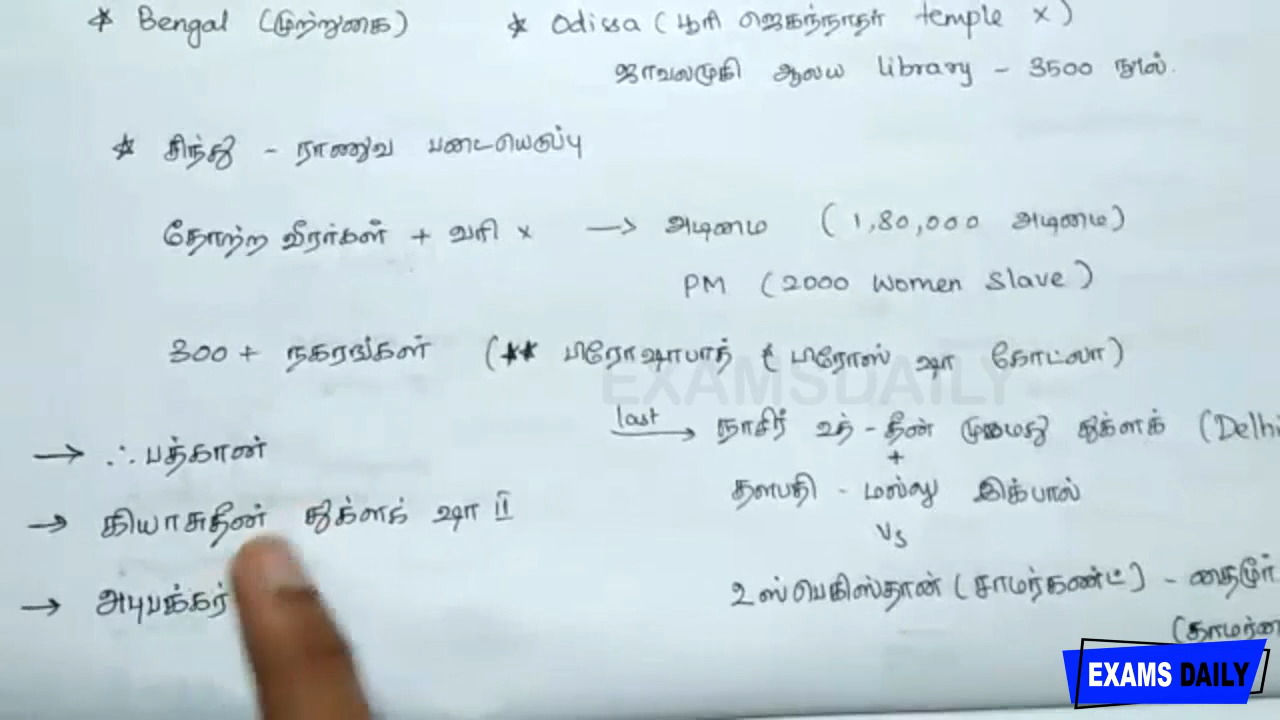 * Bengal (முற்றுகை)
* Odissa (பூரி ஜெகந்நாதர் temple x)
ஜாவலமுகி ஆலய library - 3500 நூல்.
* சிந்து - ராணுவ படையெடுப்பு
தோற்ற வீரர்கள் + வரி x → அடிமை (1,80,000 அடிமை)
PM (2000 Women Slave)
300 + நகரங்கள் (** பிரோஷாபாத் & பிரோஸ் ஷா கோட்லா)
→ ஃபத்கான்
→ கியாசுதீன் துக்ளக் ஷா II
→ அபுபக்கர்
last → நாசிர் உத்-தீன் முகமது துக்ளக் (Delhi
+
தளபதி - மல்லு இக்பால்
Vs
உஸ்பெகிஸ்தான் (சாமர்கண்ட்) - தைமூர்
EXAMSDAILY
EXAMS DAILY